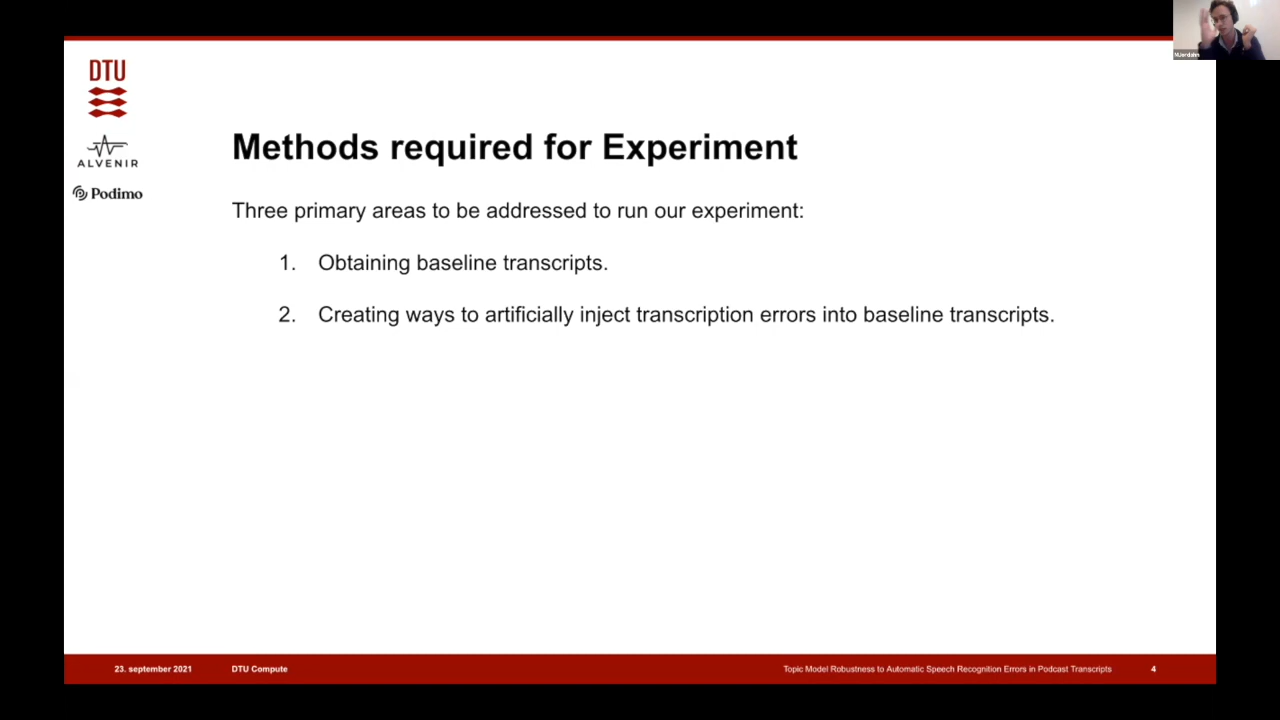 DTU
ALVENIR
Podimo
Methods required for Experiment
Three primary areas to be addressed to run our experiment:
1. Obtaining baseline transcripts.
2. Creating ways to artificially inject transcription errors into baseline transcripts.
23. september 2021
DTU Compute
Topic Model Robustness to Automatic Speech Recognition Errors in Podcast Transcripts
4